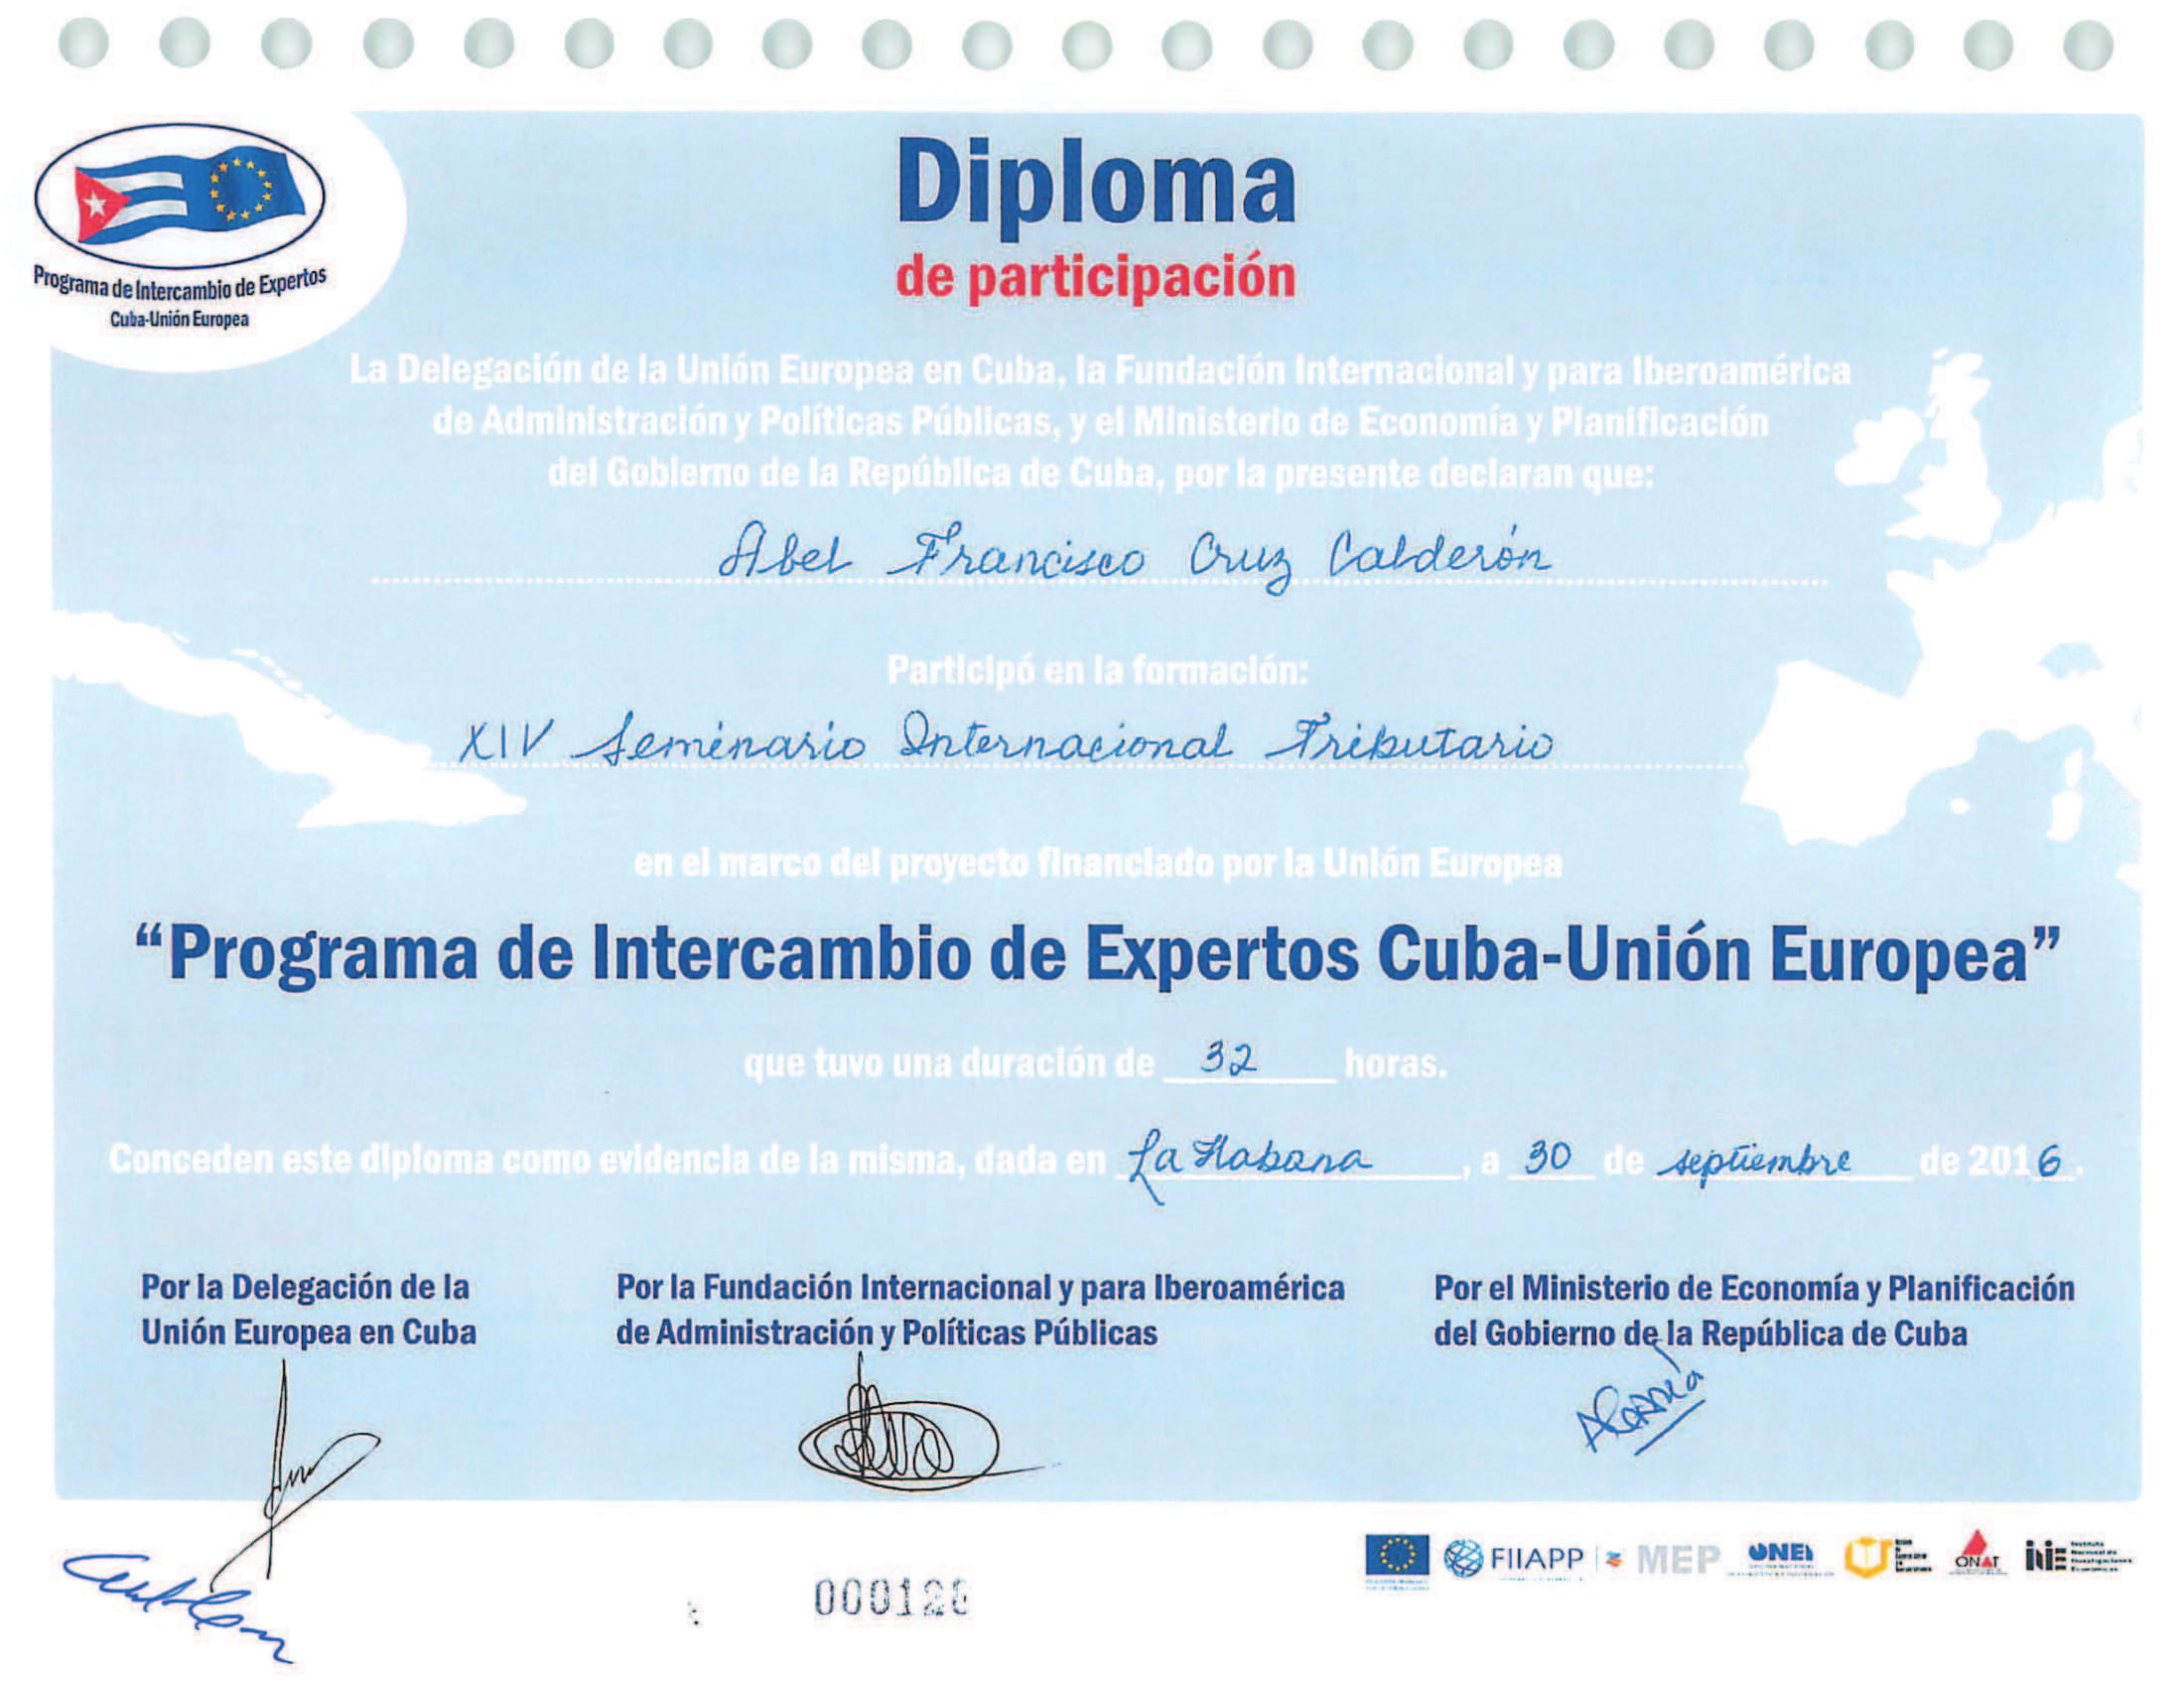 Programa de Intercambio de Expertos
Cuba-Unión Europea
Diploma
de participación
La Delegación de la Unión Europea en Cuba, la Fundación Internacional y para Iberoamérica
de Administración y Políticas Públicas, y el Ministerio de Economía y Planificación
del Gobierno de la República de Cuba, por la presente declaran que:
Abel Francisco Cruz Calderón
Participó en la formación:
XIV Seminario Internacional Tributario
en el marco del proyecto financiado por la Unión Europea
“Programa de Intercambio de Expertos Cuba-Unión Europea”
que tuvo una duración de 32 horas.
Conceden este diploma como evidencia de la misma, dada en La Habana, a 30 de septiembre de 2016.
Por la Delegación de la
Unión Europea en Cuba
Por la Fundación Internacional y para Iberoamérica
de Administración y Políticas Públicas
Por el Ministerio de Economía y Planificación
del Gobierno de la República de Cuba
FIIAPP MEP ONEI ONAT